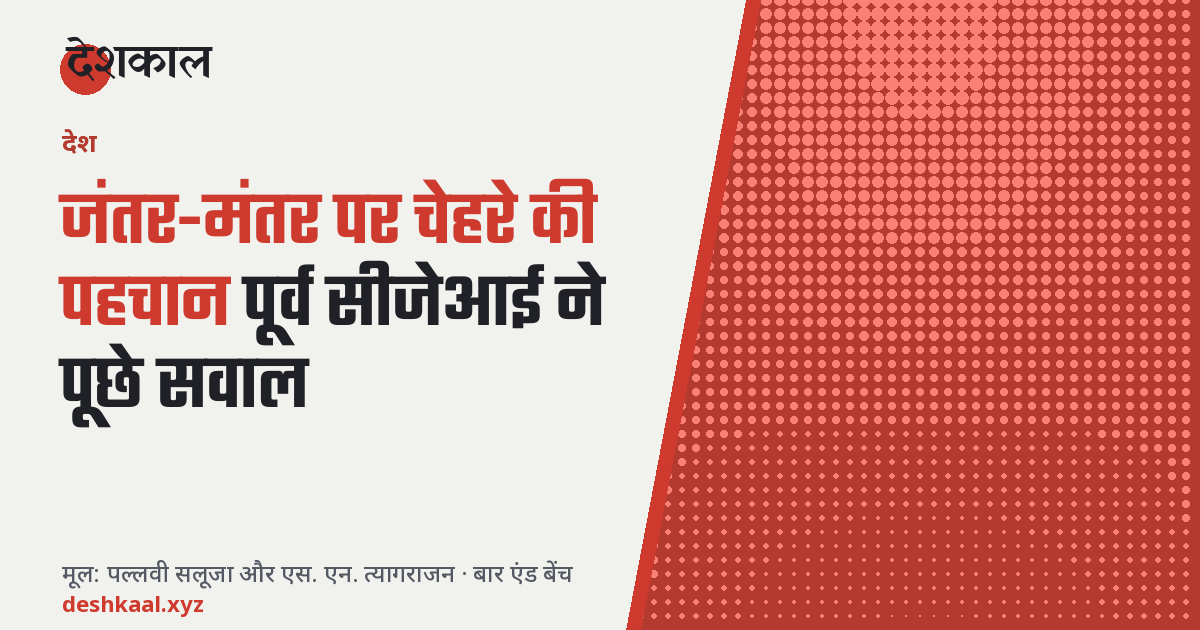 देशकाल
देश
जंतर-मंतर पर चेहरे की
पहचान पूर्व सीजेआई ने
पूछे सवाल
मूल: पल्लवी सलूजा और एस. एन. त्यागराजन · बार एंड बेंच
deshkaal.xyz